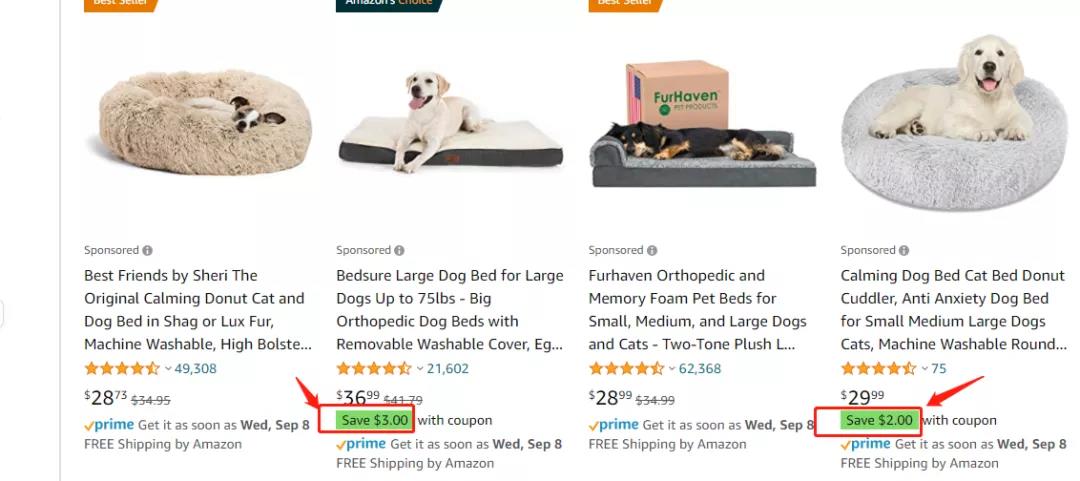 Best Seller
Amazon's Choice
Best Seller
FurHaven
PET PRODUCTS
Sponsored
Best Friends by Sheri The
Original Calming Donut Cat and
Dog Bed in Shag or Lux Fur,
Machine Washable, High Bolste...
49,308
$28.73 $34.95
prime Get it as soon as Wed, Sep 8
FREE Shipping by Amazon
Sponsored
Bedsure Large Dog Bed for Large
Dogs Up to 75lbs - Big
Orthopedic Dog Beds with
Removable Washable Cover, Eg...
21,602
$36.99 $41.79
Save $3.00 with coupon
prime Get it as soon as Wed, Sep 8
FREE Shipping by Amazon
Sponsored
Furhaven Orthopedic and
Memory Foam Pet Beds for
Small, Medium, and Large Dogs
and Cats - Two-Tone Plush L...
62,368
$28.99 $34.99
prime Get it as soon as Wed, Sep 8
FREE Shipping by Amazon
Sponsored
Calming Dog Bed Cat Bed Donut
Cuddler, Anti Anxiety Dog Bed
for Small Medium Large Dogs
Cats, Machine Washable Round...
75
$29.99
Save $2.00 with coupon
prime Get it as soon as Wed, Sep 8
FREE Shipping by Amazon